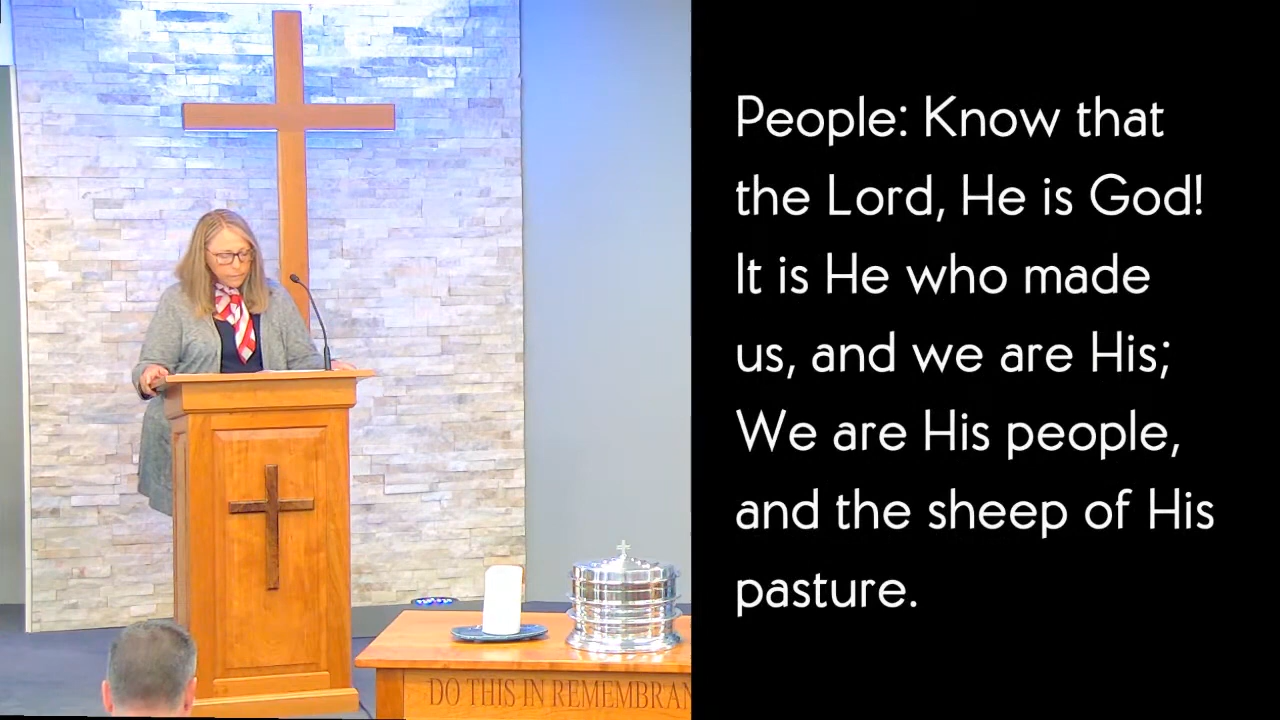 People: Know that
the Lord, He is God!
It is He who made
us, and we are His;
We are His people,
and the sheep of His
pasture.
DO THIS IN REMEMBRAN